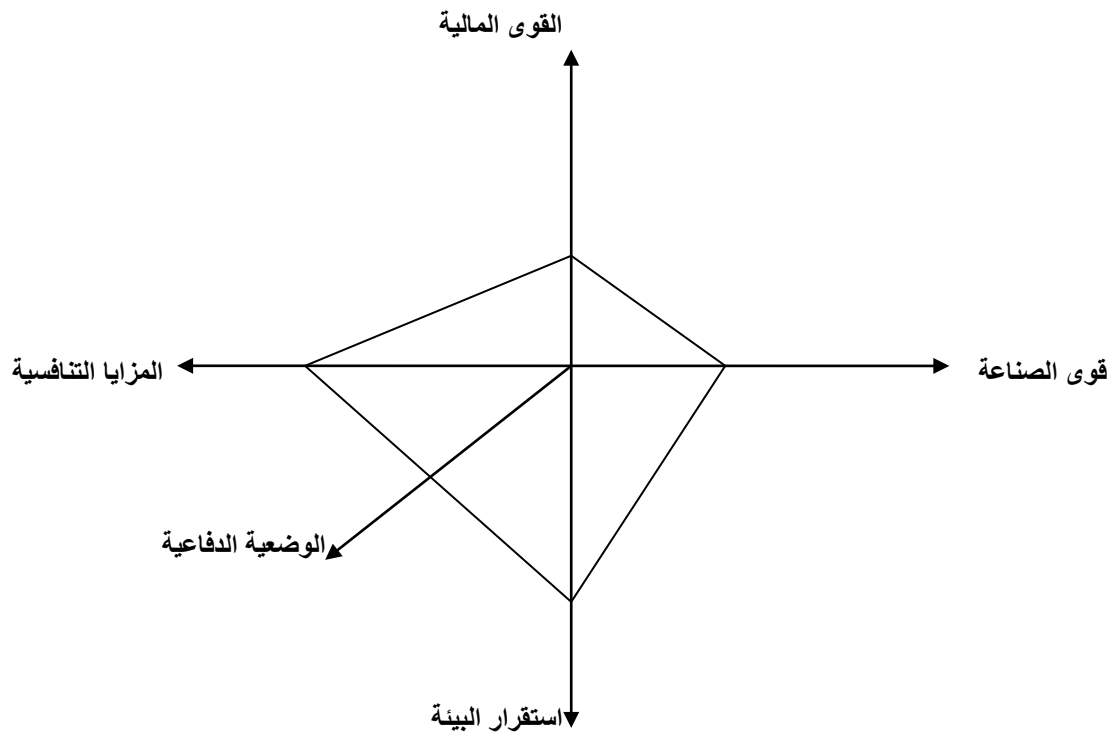 القوى المالية
قوى الصناعة
المزايا التنافسية
الوضعية الدفاعية
استقرار البيئة